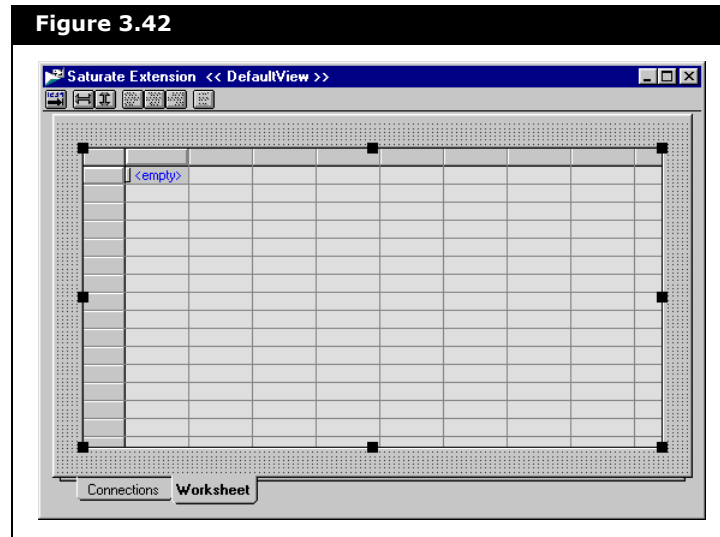 Figure 3.42
Saturate Extension << DefaultView >>
<empty>
Connections Worksheet